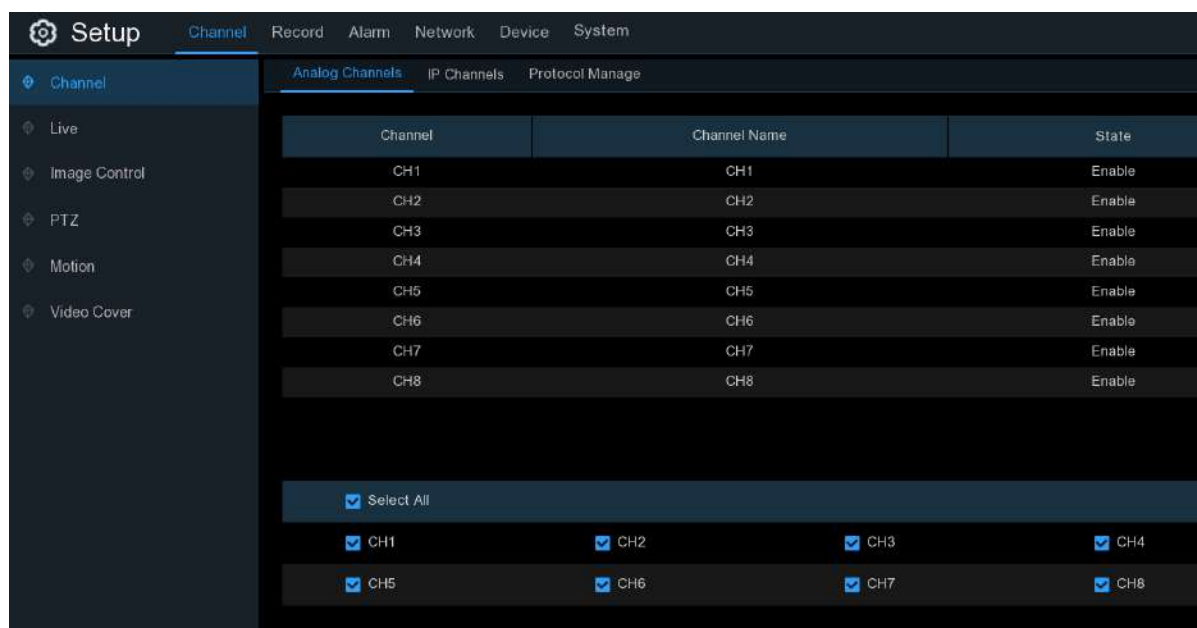 Setup Channel Record Alarm Network Device System
Channel
Live
Image Control
PTZ
Motion
Video Cover
Analog Channels IP Channels Protocol Manage
Channel Channel Name State
CH1 CH1 Enable
CH2 CH2 Enable
CH3 CH3 Enable
CH4 CH4 Enable
CH5 CH5 Enable
CH6 CH6 Enable
CH7 CH7 Enable
CH8 CH8 Enable
Select All
CH1 CH2 CH3 CH4
CH5 CH6 CH7 CH8